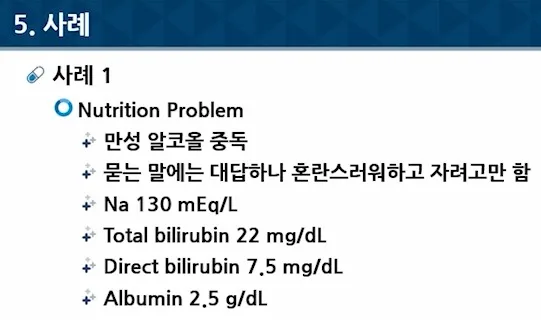 5. 사례
사례 1
Nutrition Problem
만성 알코올 중독
묻는 말에는 대답하나 혼란스러워하고 자려고만 함
Na 130 mEq/L
Total bilirubin 22 mg/dL
Direct bilirubin 7.5 mg/dL
Albumin 2.5 g/dL